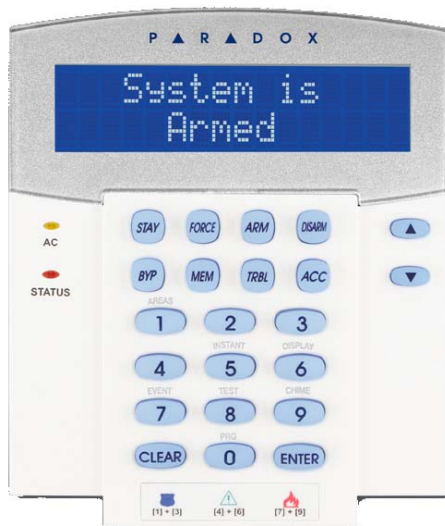 PARADOX
System is
Armed
STAY FORCE ARM DISARM
AC
BYP MEM TRBL ACC
STATUS
AREAS
1 2 3
INSTANT DISPLAY
4 5 6
EVENT TEST CHIME
7 8 9
PRG
CLEAR 0 ENTER
[1] + [3] [4] + [6] [7] + [9]